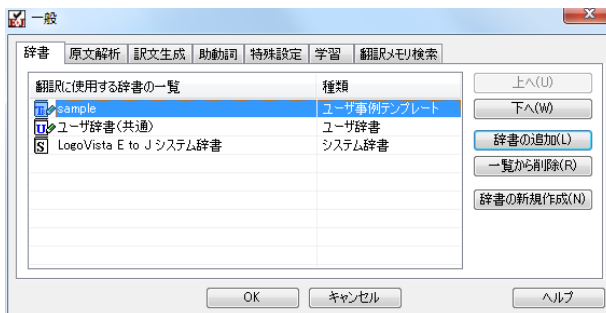 一般
辞書 原文解析 訳文生成 助動詞 特殊設定 学習 翻訳メモリ検索
翻訳に使用する辞書の一覧 種類
sample ユーザ事例テンプレート
ユーザ辞書(共通) ユーザ辞書
LogoVista E to J システム辞書 システム辞書
上へ(U)
下へ(W)
辞書の追加(L)
一覧から削除(R)
辞書の新規作成(N)
OK キャンセル ヘルプ